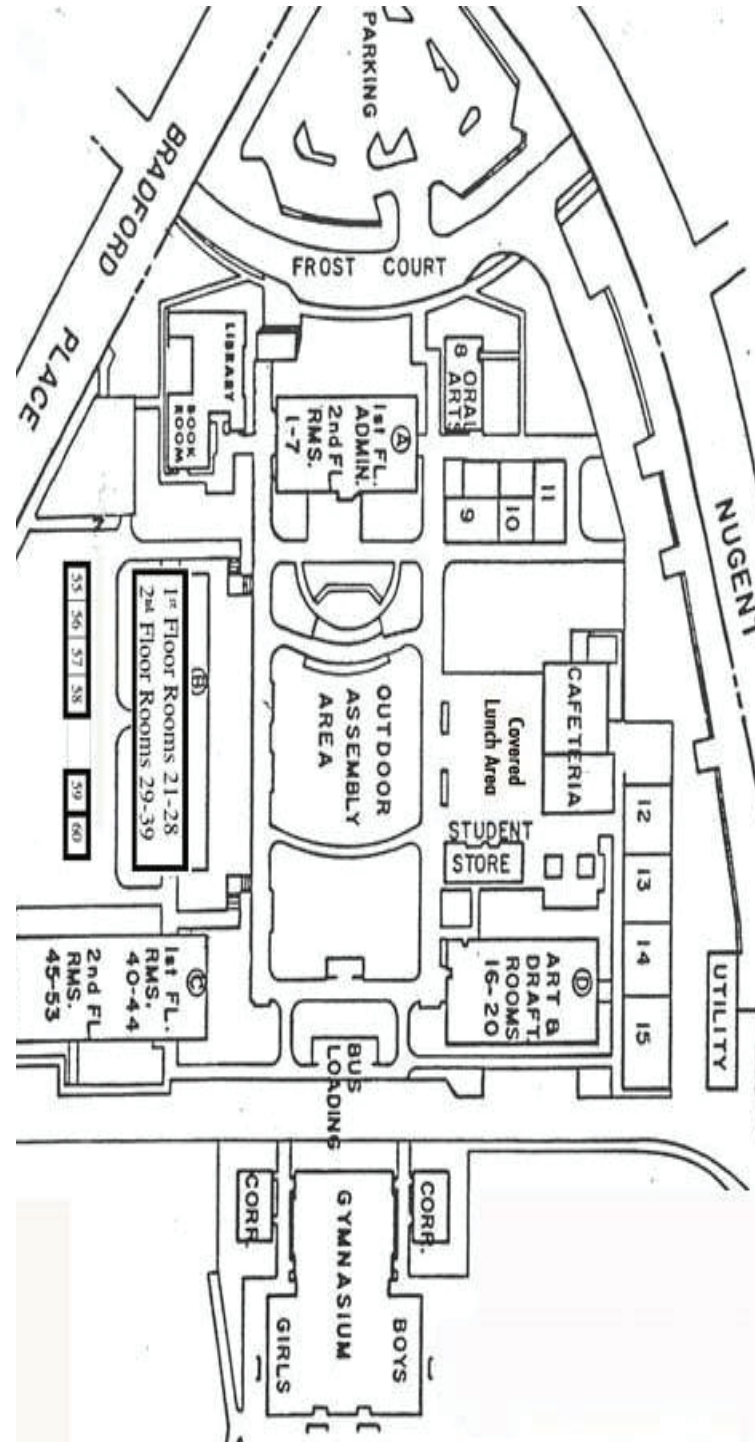 PARKING
BRADFORD
PLACE
FROST COURT
NUGENT
LIBRARY
BOOK
ROOM
A
1st FL.
ADMIN.
2nd FL.
RMS.
1-7
8 ORAL
ARTS
11
10
9
55 56 57 58
59 60
B
1st Floor Rooms 21-28
2nd Floor Rooms 29-39
OUTDOOR
ASSEMBLY
AREA
Covered
Lunch Area
CAFETERIA
STUDENT
STORE
12
13
14
15
UTILITY
C
1st FL.
RMS.
40-44
2nd FL
RMS.
45-53
D
ART &
DRAFT.
ROOMS
16-20
BUS
LOADING
CORR.
CORR.
GYMNASIUM
GIRLS
BOYS